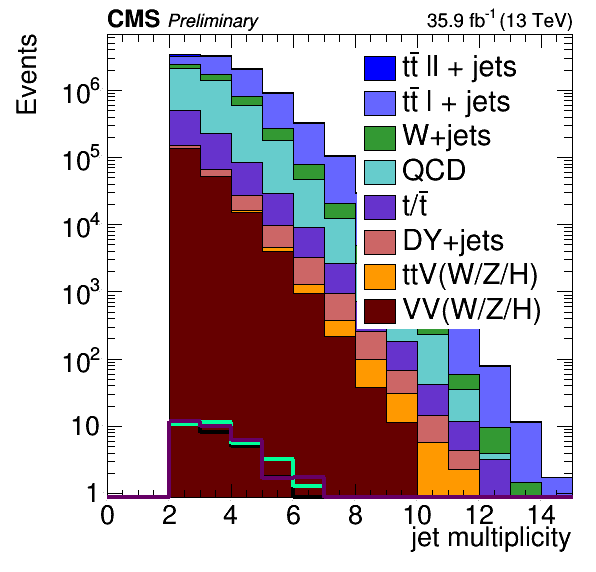 CMS Preliminary 35.9 fb⁻¹ (13 TeV)
Events
tt̄ ll + jets
tt̄ l + jets
W+jets
QCD
t/t̄
DY+jets
ttV(W/Z/H)
VV(W/Z/H)
10⁶
10⁵
10⁴
10³
10²
10
1
0 2 4 6 8 10 12 14
jet multiplicity